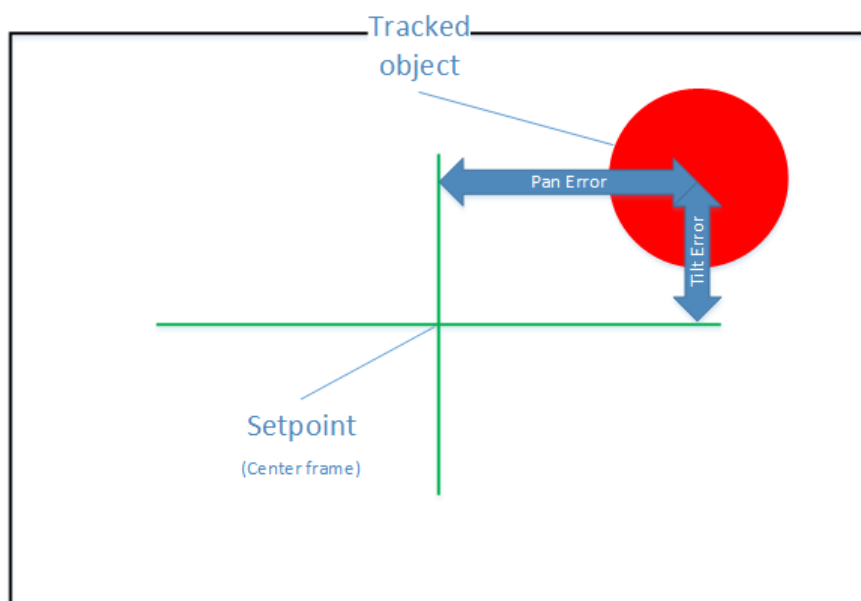 Tracked
object
Pan Error
Tilt Error
Setpoint
(Center frame)